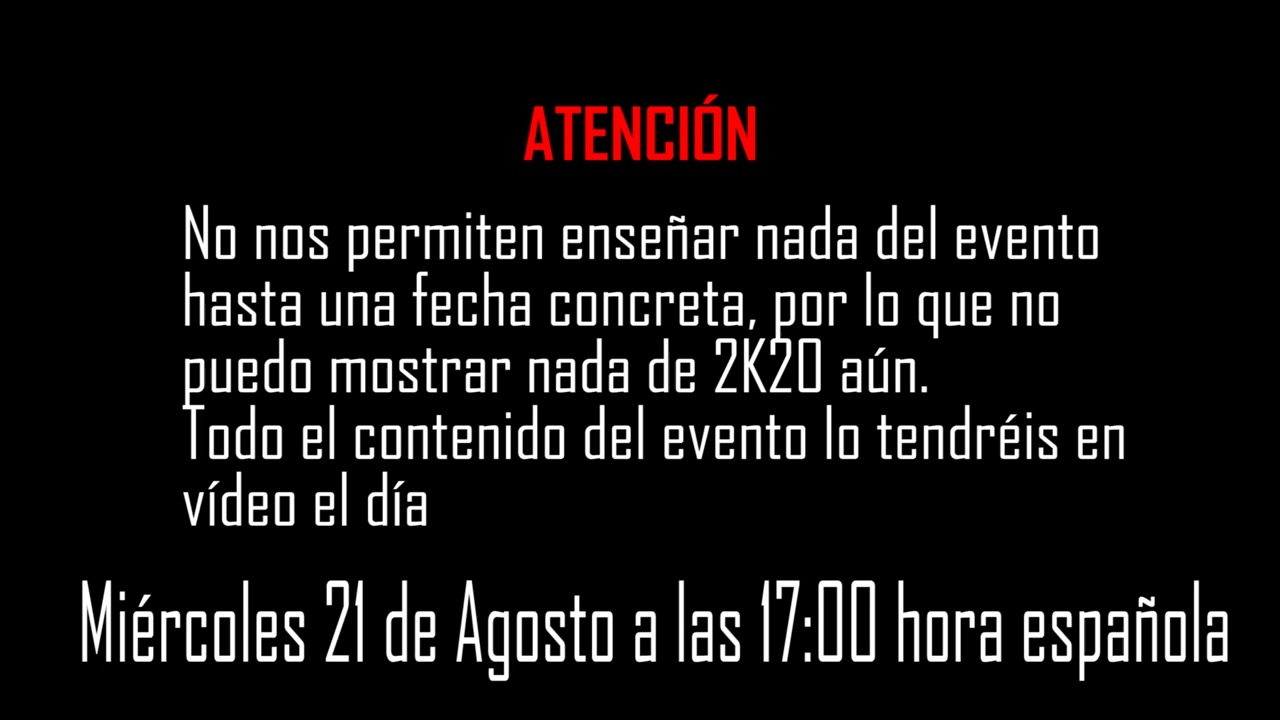 ATENCIÓN
No nos permiten enseñar nada del evento
hasta una fecha concreta, por lo que no
puedo mostrar nada de 2K20 aún.
Todo el contenido del evento lo tendréis en
vídeo el día
Miércoles 21 de Agosto a las 17:00 hora española